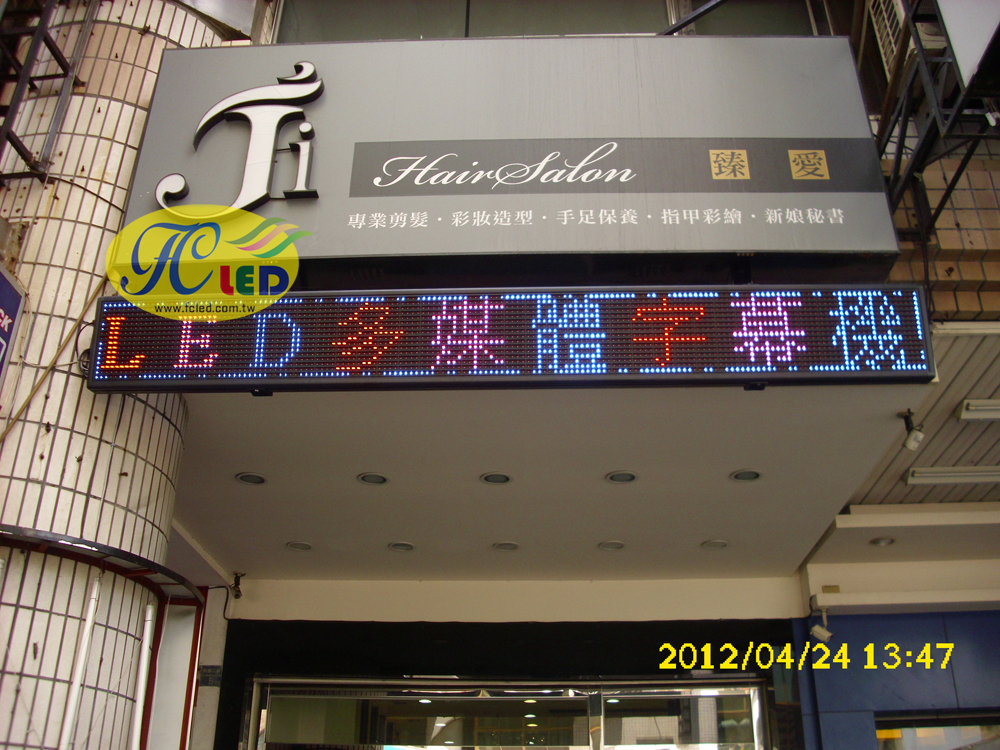 Ji
Hair Salon 臻愛
專業剪髮・彩妝造型・手足保養・指甲彩繪・新娘秘書
TC LED
www.tcled.com.tw
LED多媒體字幕機
2012/04/24 13:47